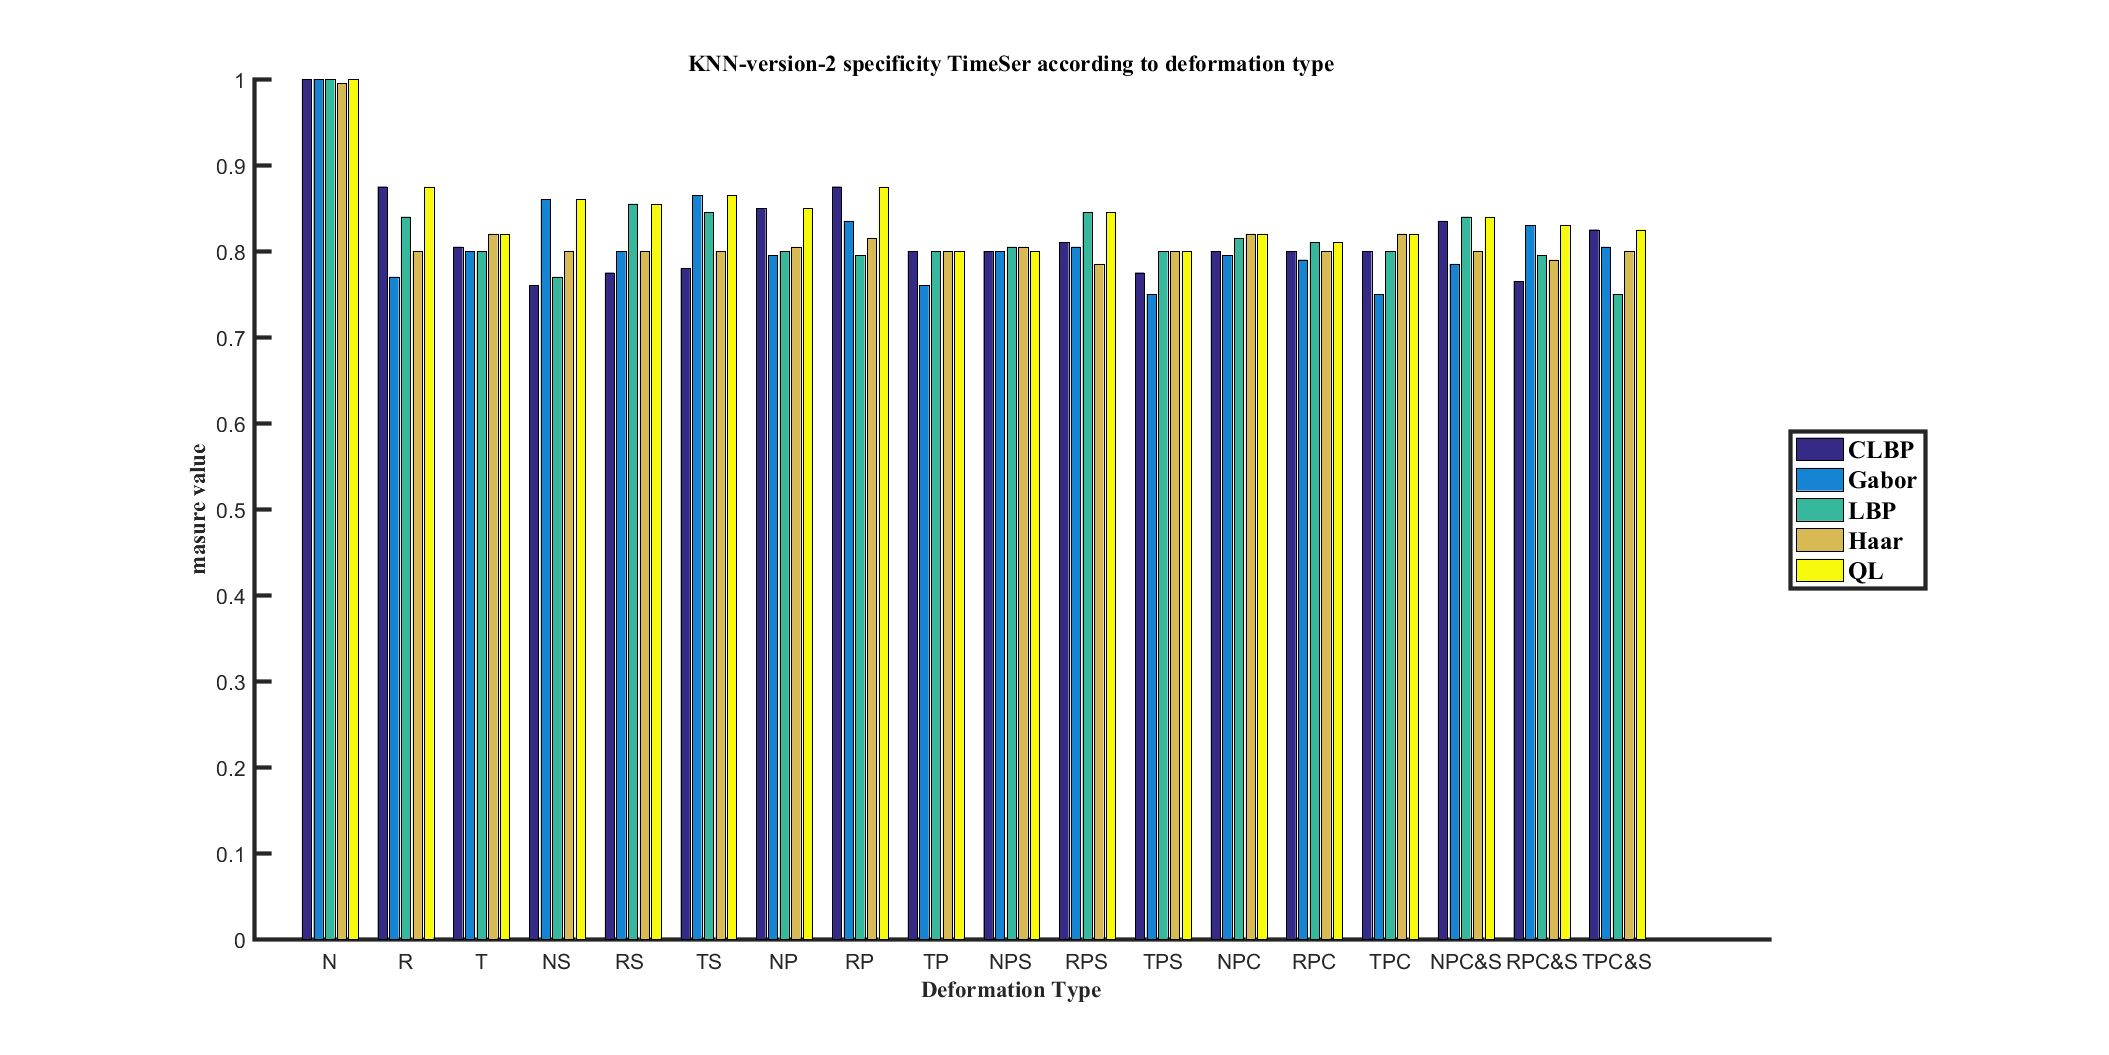 KNN-version-2 specificity TimeSer according to deformation type
1
0.9
0.8
0.7
0.6
0.5
0.4
0.3
0.2
0.1
0
masure value
N R T NS RS TS NP RP TP NPS RPS TPS NPC RPC TPC NPC&S RPC&S TPC&S
Deformation Type
CLBP
Gabor
LBP
Haar
QL